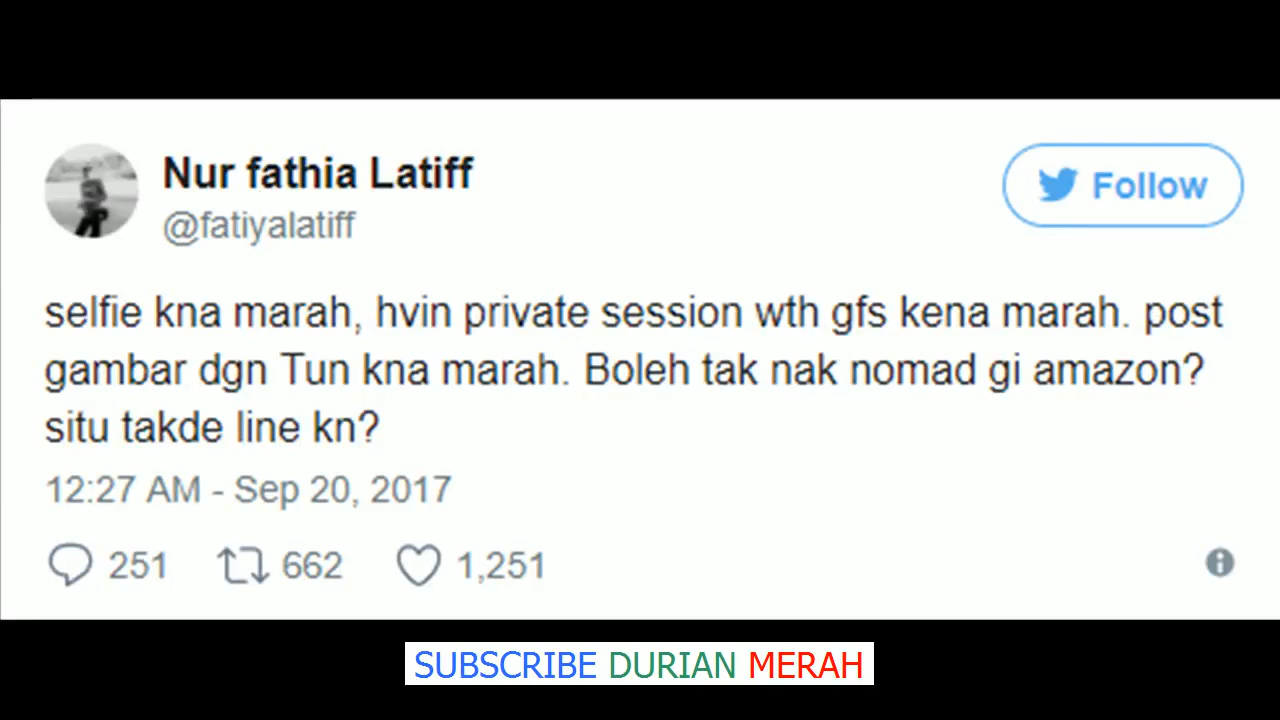 Nur fathia Latiff
@fatiyalatiff
Follow
selfie kna marah, hvin private session wth gfs kena marah. post
gambar dgn Tun kna marah. Boleh tak nak nomad gi amazon?
situ takde line kn?
12:27 AM - Sep 20, 2017
251 662 1,251
SUBSCRIBE DURIAN MERAH